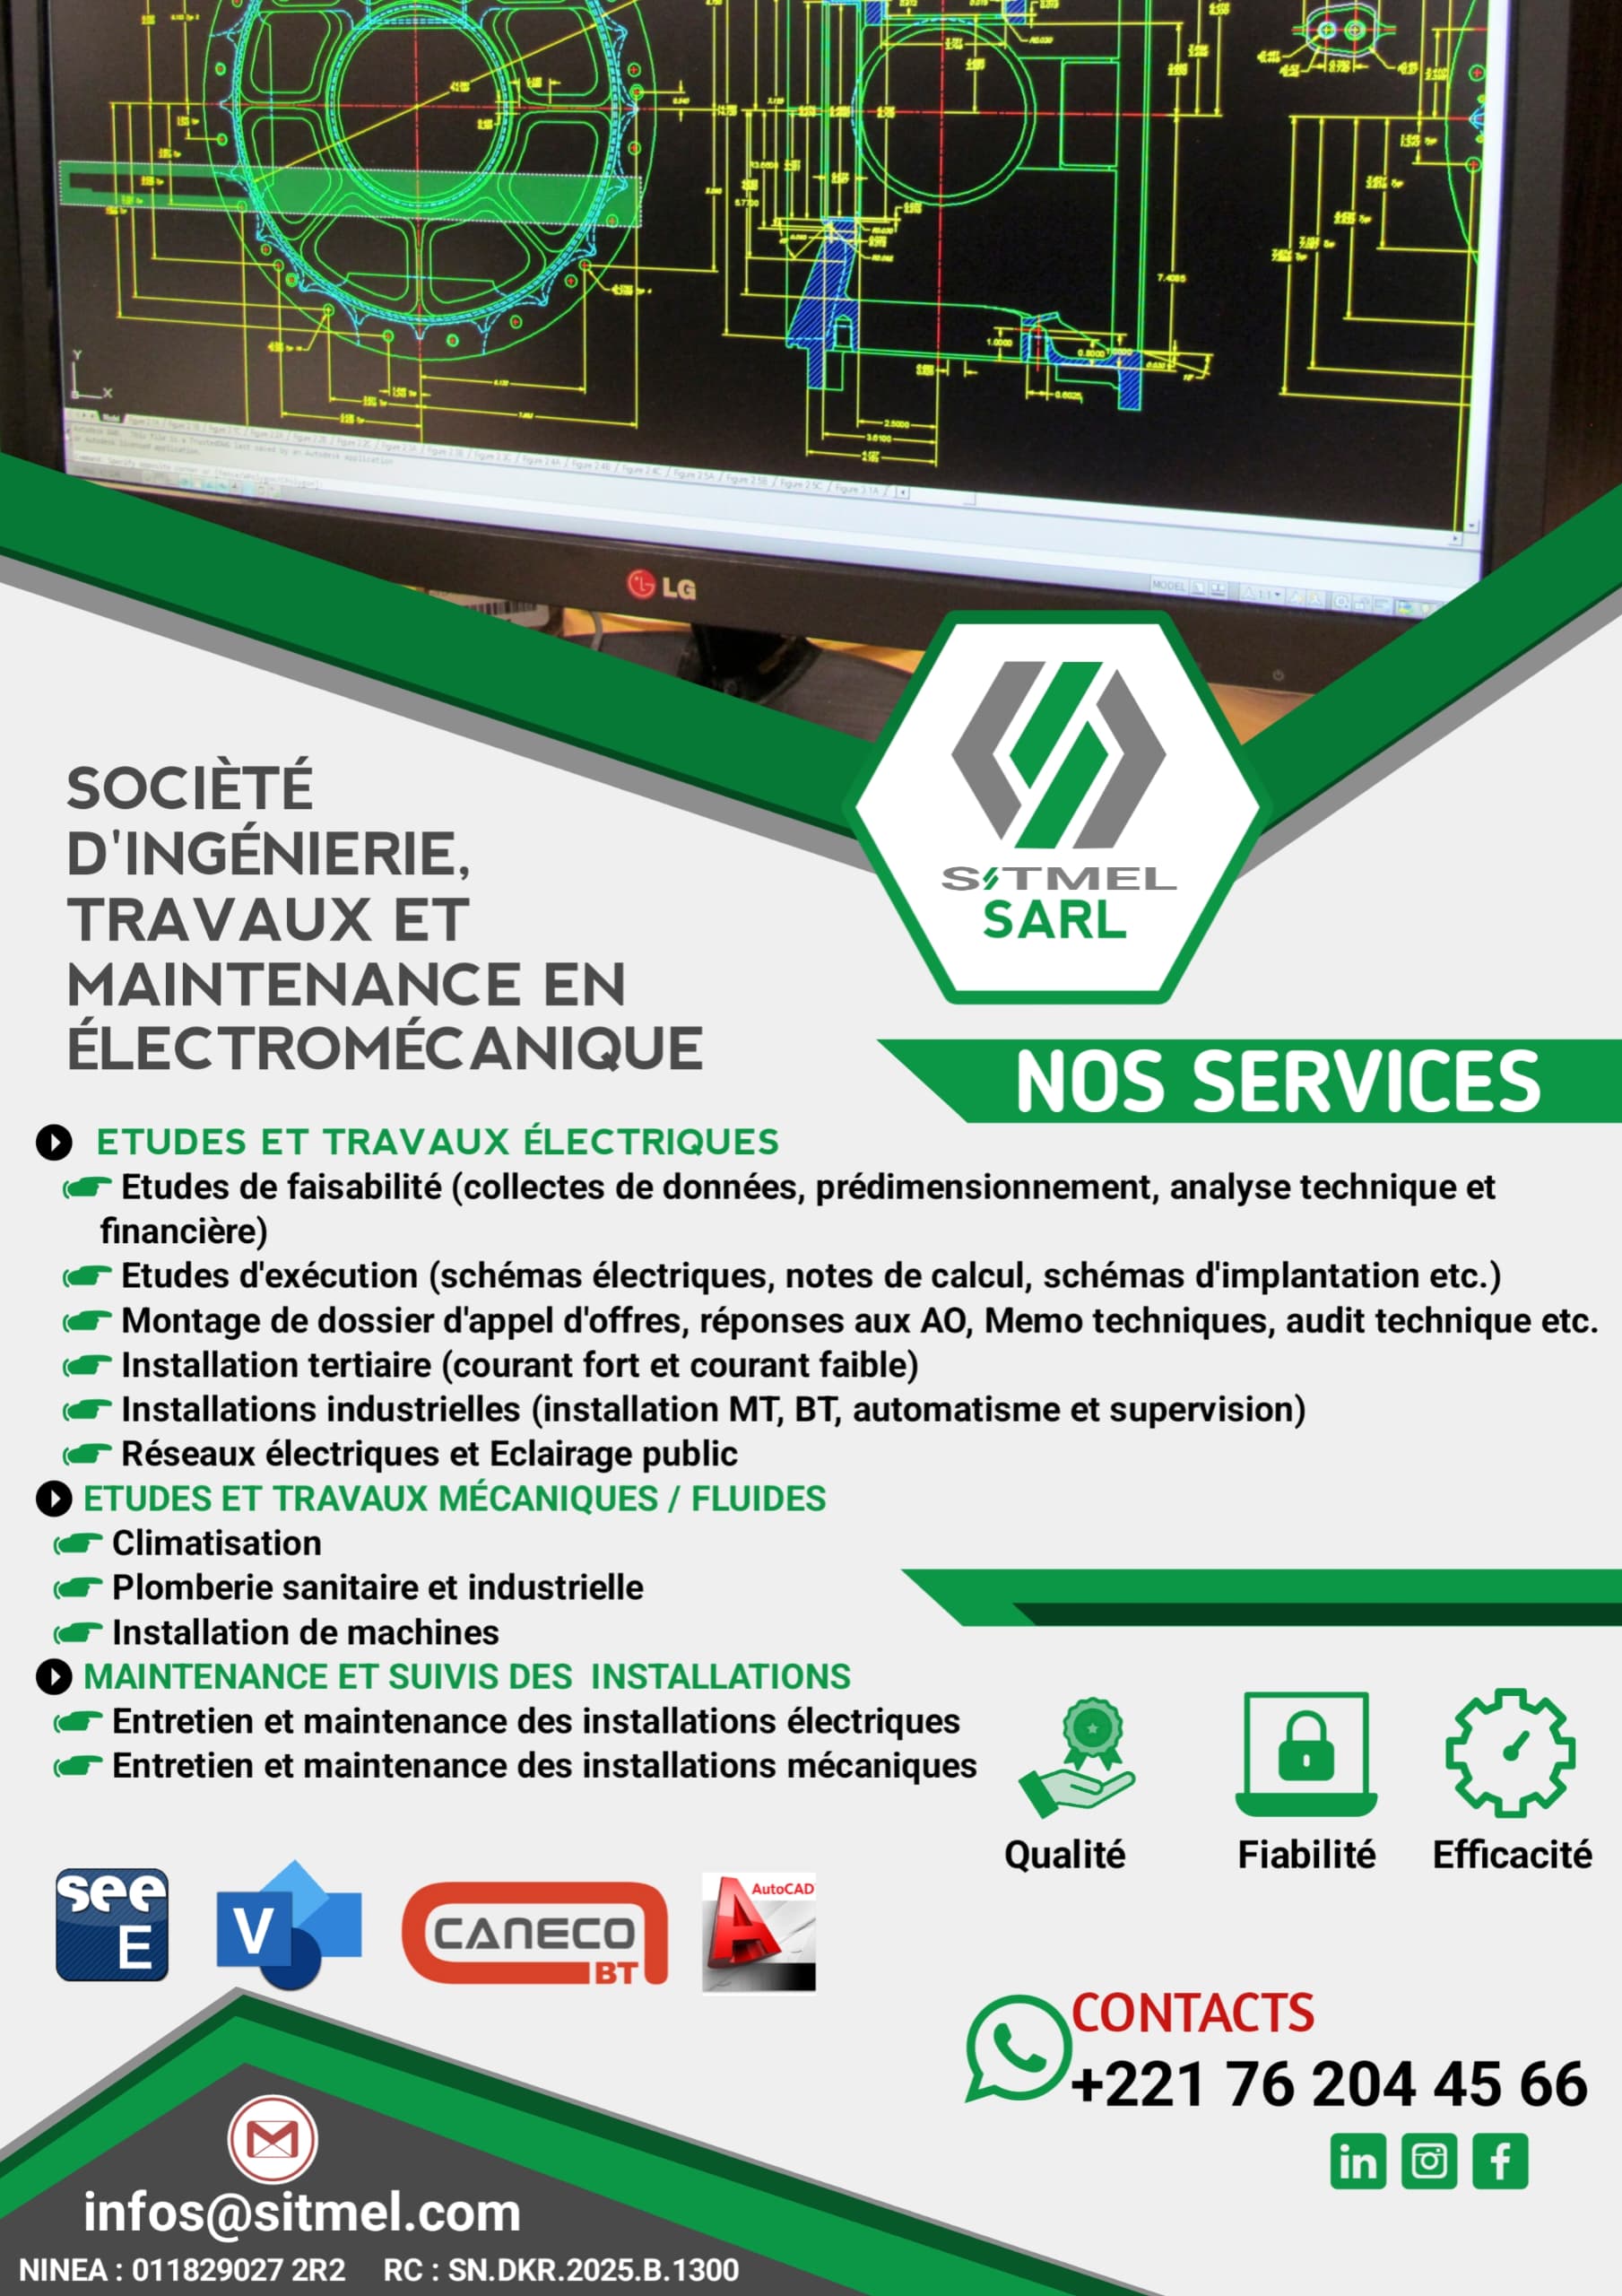 LG
SOCIÈTÉ
D'INGÉNIERIE,
TRAVAUX ET
MAINTENANCE EN
ÉLECTROMÉCANIQUE
SITMEL
SARL
NOS SERVICES
ETUDES ET TRAVAUX ÉLECTRIQUES
Etudes de faisabilité (collectes de données, prédimensionnement, analyse technique et
financière)
Etudes d'exécution (schémas électriques, notes de calcul, schémas d'implantation etc.)
Montage de dossier d'appel d'offres, réponses aux AO, Memo techniques, audit technique etc.
Installation tertiaire (courant fort et courant faible)
Installations industrielles (installation MT, BT, automatisme et supervision)
Réseaux électriques et Eclairage public
ETUDES ET TRAVAUX MÉCANIQUES / FLUIDES
Climatisation
Plomberie sanitaire et industrielle
Installation de machines
MAINTENANCE ET SUIVIS DES INSTALLATIONS
Entretien et maintenance des installations électriques
Entretien et maintenance des installations mécaniques
Qualité
Fiabilité
Efficacité
see
E
V
CANECO
BT
AutoCAD
CONTACTS
+221 76 204 45 66
in
f
infos@sitmel.com
NINEA : 011829027 2R2 RC : SN.DKR.2025.B.1300